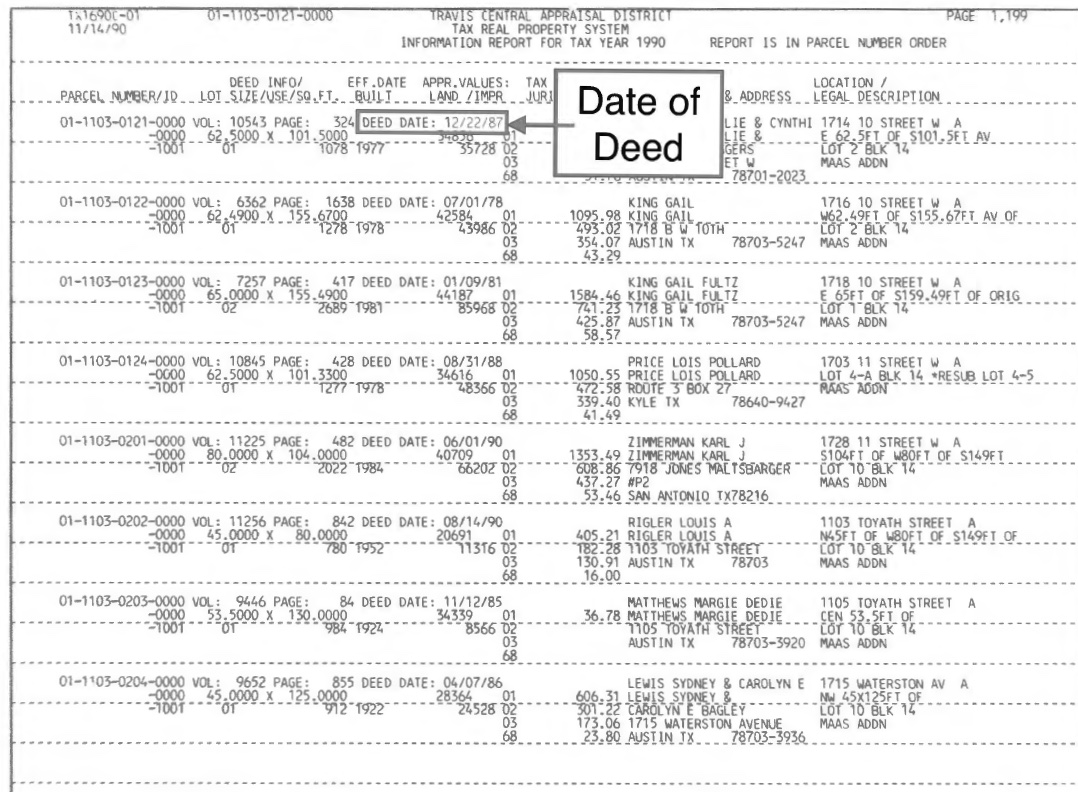 TX1690C-01 01-1103-0121-0000 TRAVIS CENTRAL APPRAISAL DISTRICT PAGE 1,199
11/14/90 TAX REAL PROPERTY SYSTEM
INFORMATION REPORT FOR TAX YEAR 1990 REPORT IS IN PARCEL NUMBER ORDER
DEED INFO/ EFF.DATE APPR.VALUES: TAX LOCATION /
PARCEL NUMBER/ID LOT SIZE/USE/SQ.FT. BUILT LAND /IMPR JURI & ADDRESS LEGAL DESCRIPTION
Date of
Deed
01-1103-0121-0000 VOL: 10543 PAGE: 324 DEED DATE: 12/22/87 LIE & CYNTHI 1714 10 STREET W A
-0000 62.5000 X 101.5000 34836 01 LIE & E 62.5FT OF S101.5FT AV
-1001 01 1078 1977 35728 02 GERS LOT 2 BLK 14
03 ET W MAAS ADDN
68 78701-2023
01-1103-0122-0000 VOL: 6362 PAGE: 1638 DEED DATE: 07/01/78 KING GAIL 1716 10 STREET W A
-0000 62.4900 X 155.6700 42584 01 1095.98 KING GAIL W62.49FT OF S155.67FT AV OF
-1001 01 1278 1978 43986 02 493.02 1718 B W 10TH LOT 2 BLK 14
03 354.07 AUSTIN TX 78703-5247 MAAS ADDN
68 43.29
01-1103-0123-0000 VOL: 7257 PAGE: 417 DEED DATE: 01/09/81 KING GAIL FULTZ 1718 10 STREET W A
-0000 65.0000 X 155.4900 44187 01 1584.46 KING GAIL FULTZ E 65FT OF S159.49FT OF ORIG
-1001 02 2689 1981 85968 02 741.23 1718 B W 10TH LOT 1 BLK 14
03 425.87 AUSTIN TX 78703-5247 MAAS ADDN
68 58.57
01-1103-0124-0000 VOL: 10845 PAGE: 428 DEED DATE: 08/31/88 PRICE LOIS POLLARD 1703 11 STREET W A
-0000 62.5000 X 101.3300 34616 01 1050.55 PRICE LOIS POLLARD LOT 4-A BLK 14 *RESUB LOT 4-5
-1001 01 1277 1978 48366 02 472.58 ROUTE 3 BOX 27 MAAS ADDN
03 339.40 KYLE TX 78640-9427
68 41.49
01-1103-0201-0000 VOL: 11225 PAGE: 482 DEED DATE: 06/01/90 ZIMMERMAN KARL J 1728 11 STREET W A
-0000 80.0000 X 104.0000 40709 01 1353.49 ZIMMERMAN KARL J S104FT OF W80FT OF S149FT
-1001 02 2022 1984 66202 02 608.86 7918 JONES MALTSBARGER LOT 10 BLK 14
03 437.27 #P2 MAAS ADDN
68 53.46 SAN ANTONIO TX78216
01-1103-0202-0000 VOL: 11256 PAGE: 842 DEED DATE: 08/14/90 RIGLER LOUIS A 1103 TOYATH STREET A
-0000 45.0000 X 80.0000 20691 01 405.21 RIGLER LOUIS A N45FT OF W80FT OF S149FT OF
-1001 01 780 1952 11316 02 182.28 1103 TOYATH STREET LOT 10 BLK 14
03 130.91 AUSTIN TX 78703 MAAS ADDN
68 16.00
01-1103-0203-0000 VOL: 9446 PAGE: 84 DEED DATE: 11/12/85 MATTHEWS MARGIE DEDIE 1105 TOYATH STREET A
-0000 53.5000 X 130.0000 34339 01 36.78 MATTHEWS MARGIE DEDIE CEN 53.5FT OF
-1001 01 984 1924 8566 02 1105 TOYATH STREET LOT 10 BLK 14
03 AUSTIN TX 78703-3920 MAAS ADDN
68
01-1103-0204-0000 VOL: 9652 PAGE: 855 DEED DATE: 04/07/86 LEWIS SYDNEY & CAROLYN E 1715 WATERSTON AV A
-0000 45.0000 X 125.0000 28364 01 606.31 LEWIS SYDNEY & NW 45X125FT OF
-1001 01 912 1922 24528 02 301.22 CAROLYN E BAGLEY LOT 10 BLK 14
03 173.06 1715 WATERSTON AVENUE MAAS ADDN
68 23.80 AUSTIN TX 78703-3936